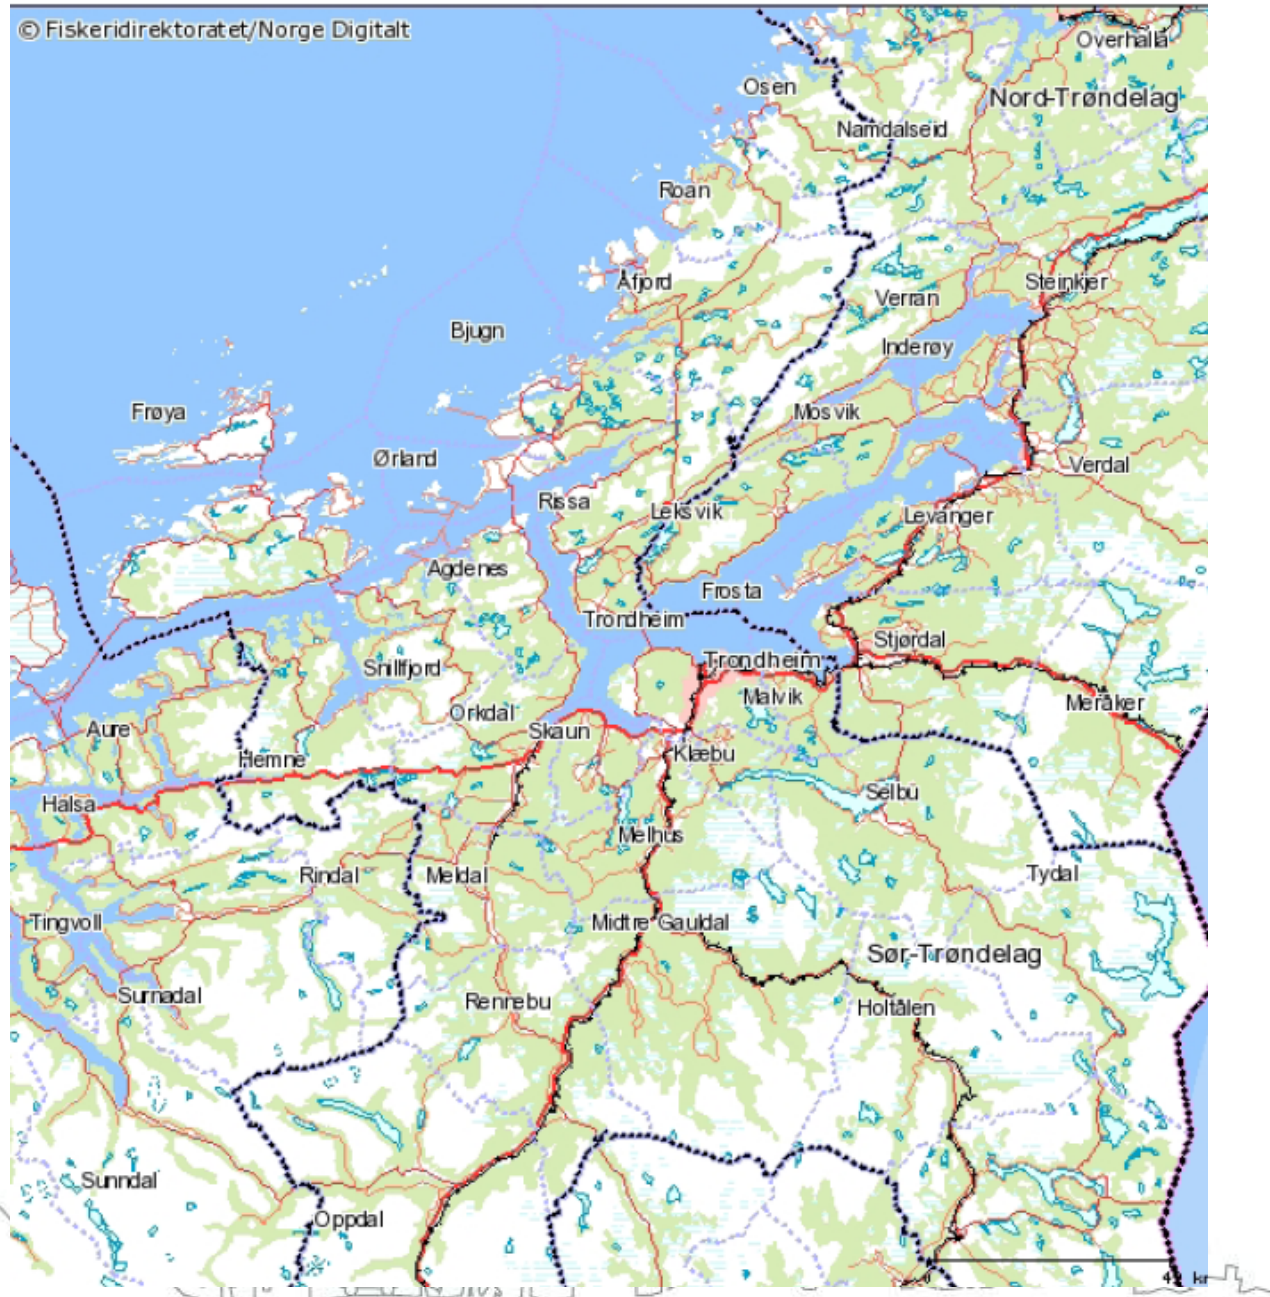 © Fiskeridirektoratet/Norge Digitalt
Overhalla
Osen
Nord-Trøndelag
Namdalseid
Roan
Åfjord
Steinkjer
Verran
Bjugn
Inderøy
Frøya
Mosvik
Ørland
Verdal
Rissa
Leksvik
Levanger
Agdenes
Frosta
Trondheim
Stjørdal
Trondheim
Snillfjord
Malvik
Meråker
Orkdal
Aure
Skaun
Klæbu
Hemne
Selbu
Halsa
Melhus
Rindal
Meldal
Tydal
Tingvoll
Midtre Gauldal
Sør-Trøndelag
Surnadal
Rennebu
Holtålen
Sunndal
Oppdal
0